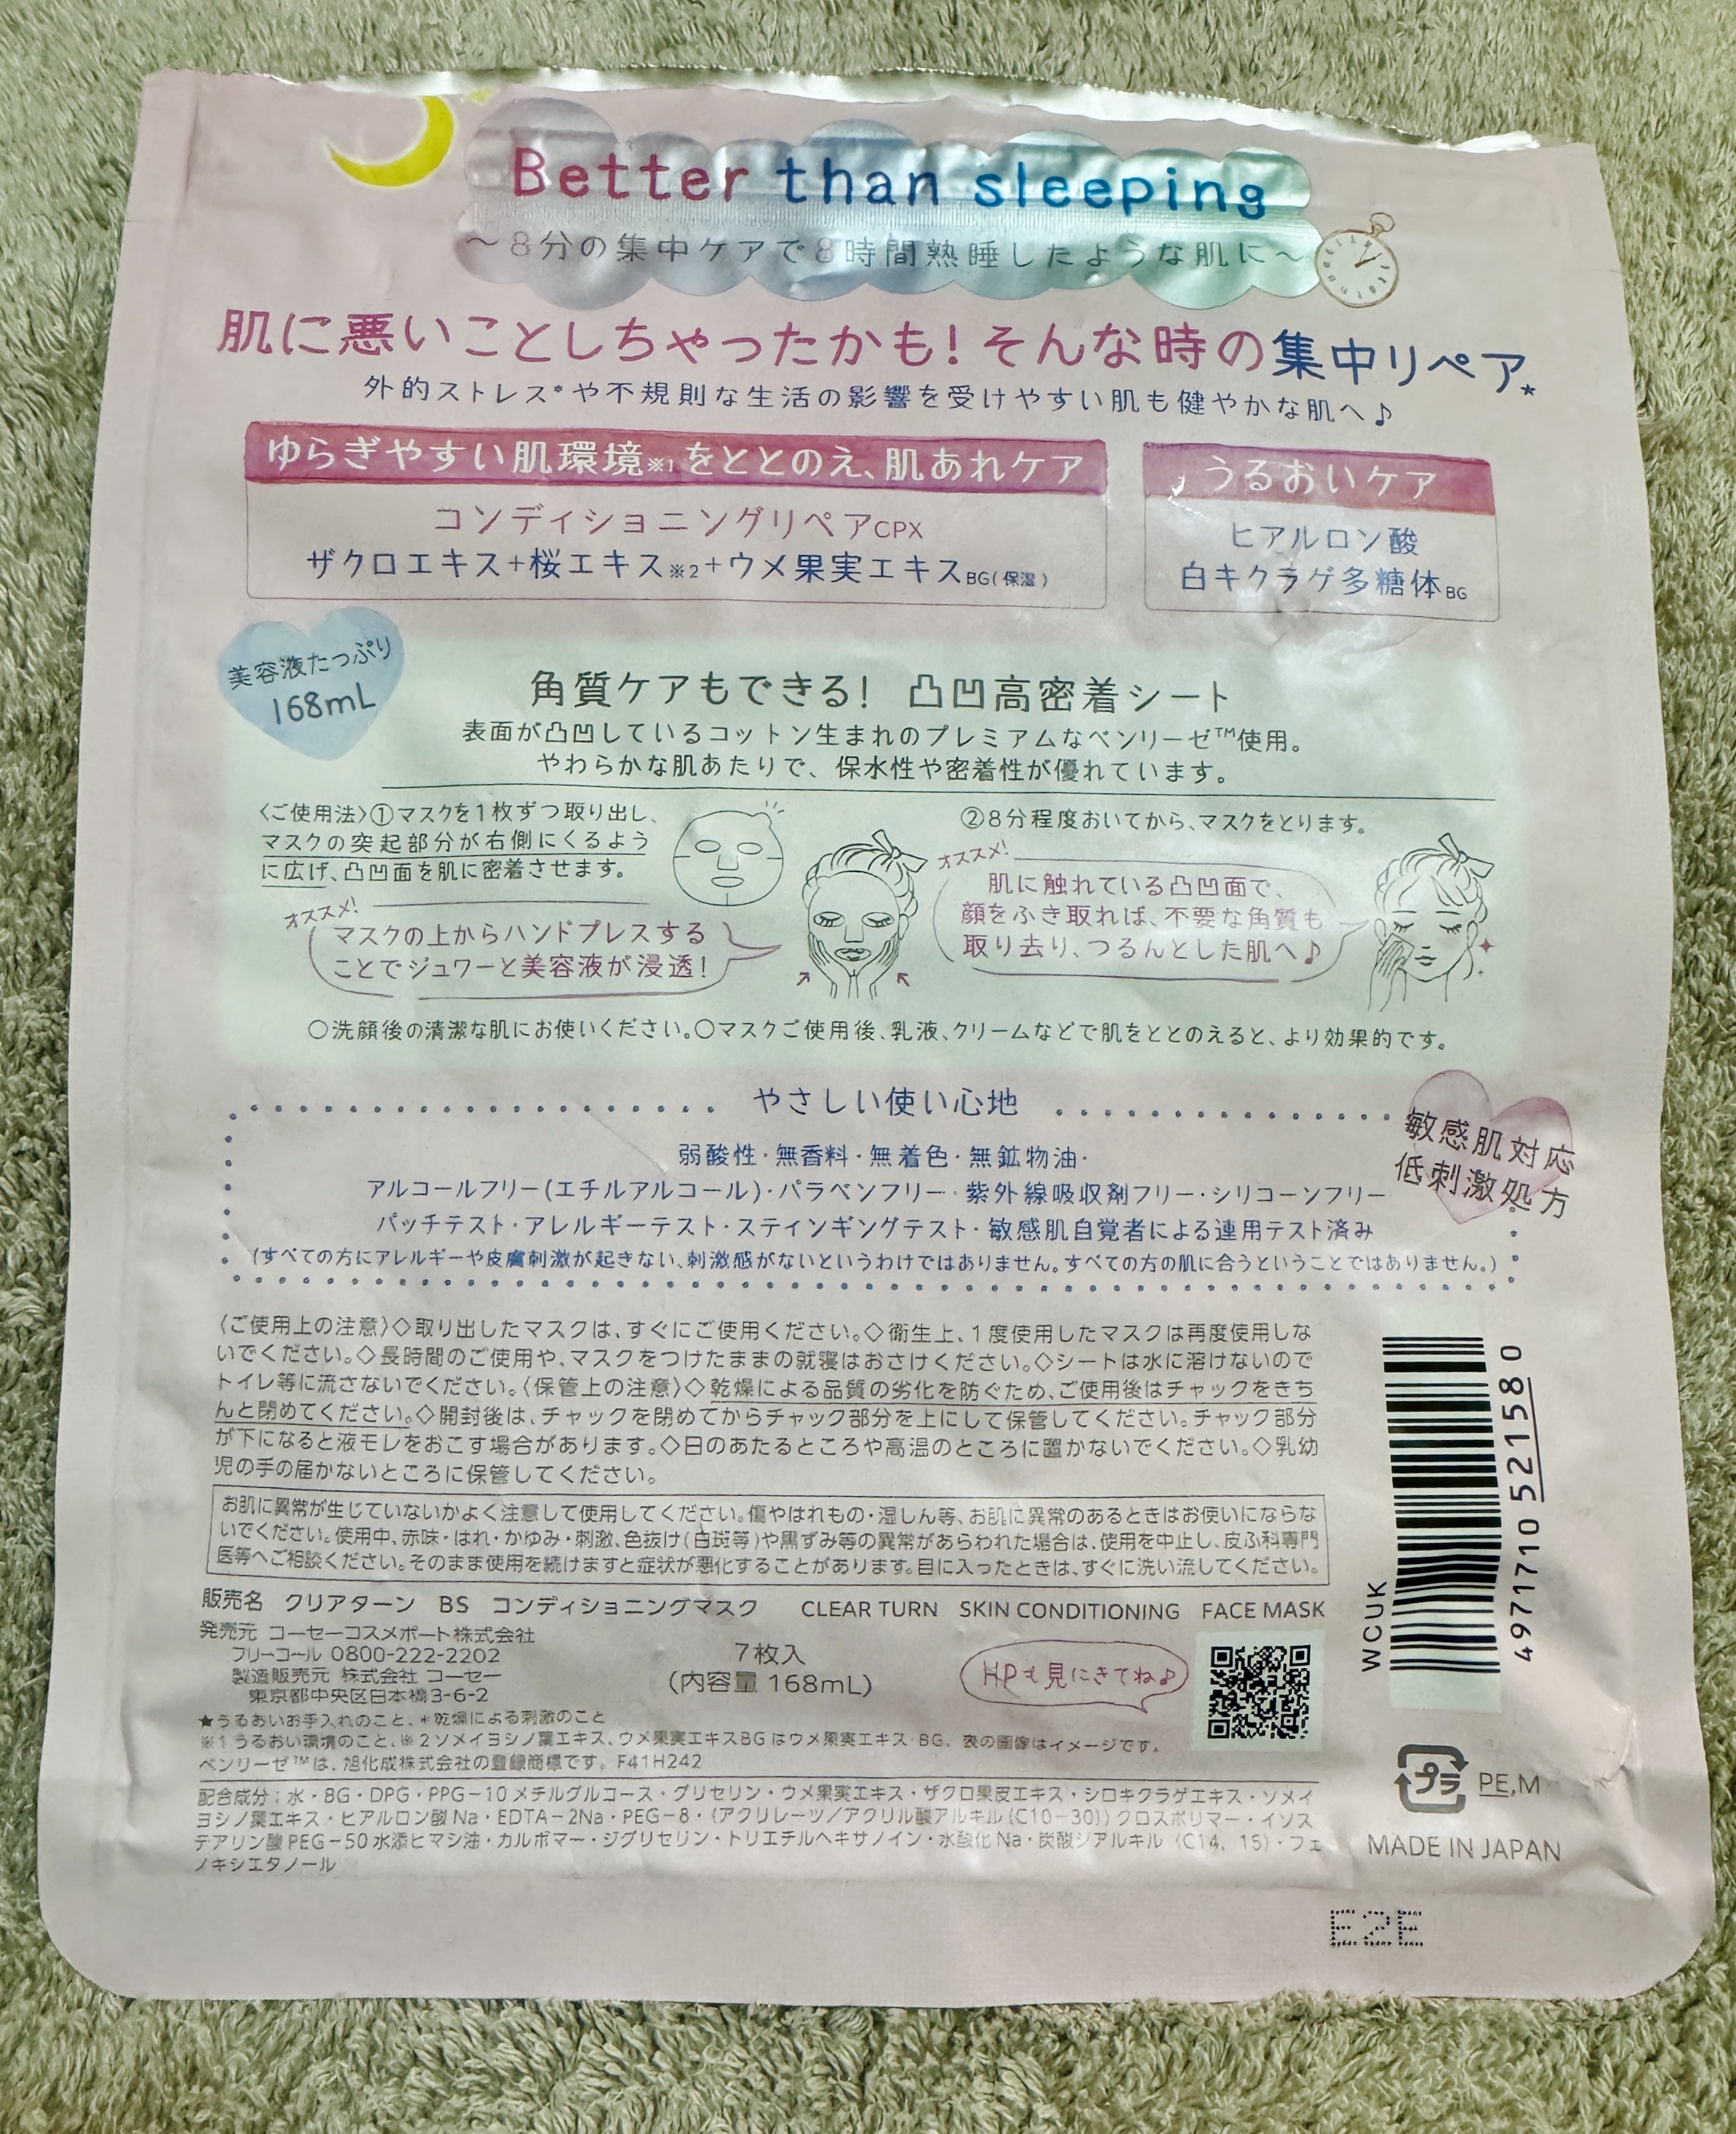 Better than sleeping
～8分の集中ケアで8時間熟睡したような肌に～
肌に悪いことしちゃったかも！そんな時の集中リペア★
外的ストレス*や不規則な生活の影響を受けやすい肌も健やかな肌へ♪
ゆらぎやすい肌環境※1をととのえ、肌あれケア
コンディショニングリペアCPX
ザクロエキス+桜エキス※2+ウメ果実エキスBG(保湿)
うるおいケア
ヒアルロン酸
白キクラゲ多糖体BG
美容液たっぷり
168mL
角質ケアもできる！ 凸凹高密着シート
表面が凸凹しているコットン生まれのプレミアムなベンリーゼ™使用。
やわらかな肌あたりで、保水性や密着性が優れています。
〈ご使用法〉①マスクを1枚ずつ取り出し、
マスクの突起部分が右側にくるよう
に広げ、凸凹面を肌に密着させます。
オススメ！
マスクの上からハンドプレスする
ことでジュワーと美容液が浸透！
②8分程度おいてから、マスクをとります。
オススメ！
肌に触れている凸凹面で、
顔をふき取れば、不要な角質も
取り去り、つるんとした肌へ♪
○洗顔後の清潔な肌にお使いください。○マスクご使用後、乳液、クリームなどで肌をととのえると、より効果的です。
やさしい使い心地
弱酸性・無香料・無着色・無鉱物油・
アルコールフリー(エチルアルコール)・パラベンフリー・紫外線吸収剤フリー・シリコーンフリー
パッチテスト・アレルギーテスト・スティンギングテスト・敏感肌自覚者による連用テスト済み
(すべての方にアレルギーや皮膚刺激が起きない、刺激感がないというわけではありません。すべての方の肌に合うということではありません。)
敏感肌対応
低刺激処方
〈ご使用上の注意〉◇取り出したマスクは、すぐにご使用ください。◇衛生上、1度使用したマスクは再度使用しな
いでください。◇長時間のご使用や、マスクをつけたままの就寝はおさけください。◇シートは水に溶けないので
トイレ等に流さないでください。〈保管上の注意〉◇乾燥による品質の劣化を防ぐため、ご使用後はチャックをきち
んと閉めてください。◇開封後は、チャックを閉めてからチャック部分を上にして保管してください。チャック部分
が下になると液モレをおこす場合があります。◇日のあたるところや高温のところに置かないでください。◇乳幼
児の手の届かないところに保管してください。
お肌に異常が生じていないかよく注意して使用してください。傷やはれもの・湿しん等、お肌に異常のあるときはお使いにならな
いでください。使用中、赤味・はれ・かゆみ・刺激、色抜け(白斑等)や黒ずみ等の異常があらわれた場合は、使用を中止し、皮ふ科専門
医等へご相談ください。そのまま使用を続けますと症状が悪化することがあります。目に入ったときは、すぐに洗い流してください。
WCUK
4971710521580
販売名 クリアターン BS コンディショニングマスク CLEAR TURN SKIN CONDITIONING FACE MASK
発売元 コーセーコスメポート株式会社
フリーコール 0800-222-2202
製造販売元 株式会社 コーセー
東京都中央区日本橋3-6-2
7枚入
(内容量 168mL)
HPも見にきてね♪
★うるおいお手入れのこと、*乾燥による刺激のこと
※1うるおい環境のこと、※2ソメイヨシノ葉エキス、ウメ果実エキスBGはウメ果実エキス・BG、表の画像はイメージです。
ベンリーゼ™は、旭化成株式会社の登録商標です。F41H242
配合成分：水・BG・DPG・PPG－10メチルグルコース・グリセリン・ウメ果実エキス・ザクロ果皮エキス・シロキクラゲエキス・ソメイ
ヨシノ葉エキス・ヒアルロン酸Na・EDTA－2Na・PEG－8・(アクリレーツ／アクリル酸アルキル(C10－30))クロスポリマー・イソス
テアリン酸PEG－50水添ヒマシ油・カルボマー・ジグリセリン・トリエチルヘキサノイン・水酸化Na・炭酸ジアルキル(C14，15)・フェ
ノキシエタノール
プラ PE,M
MADE IN JAPAN
E2E